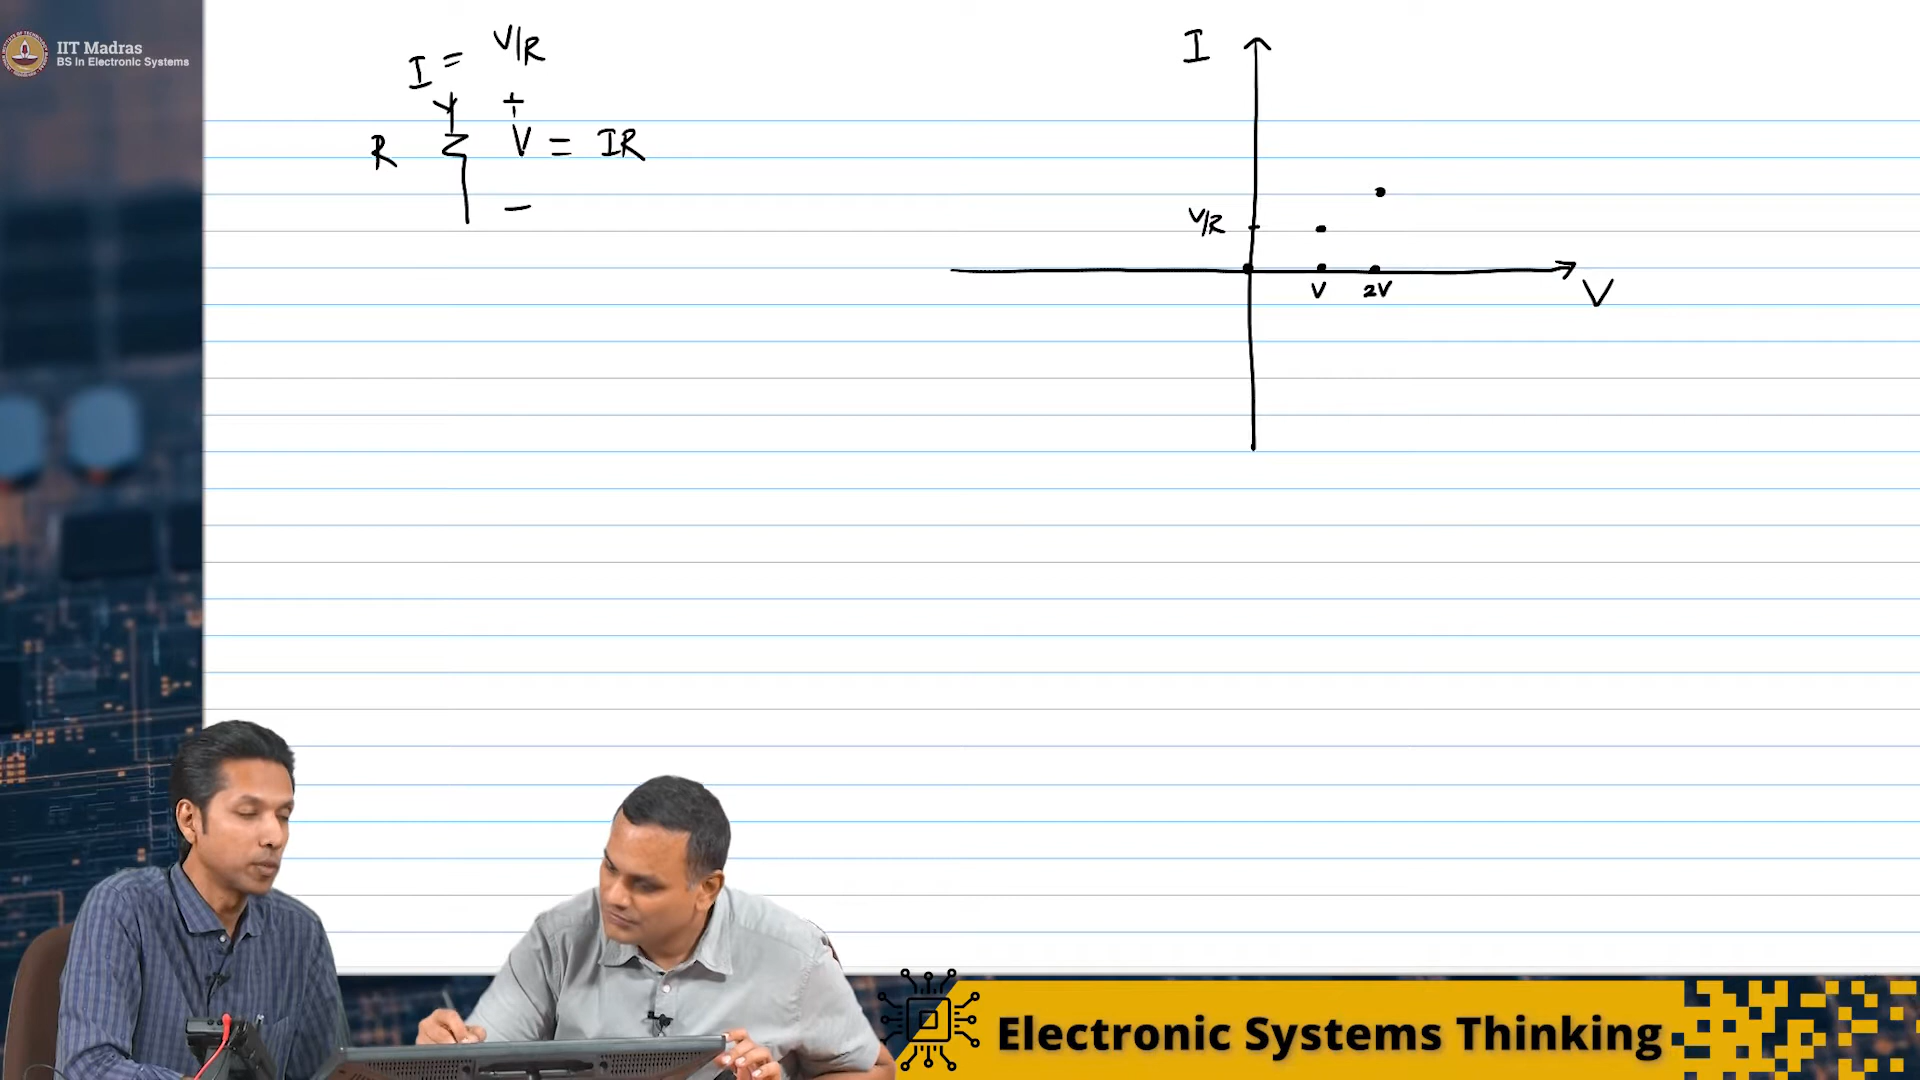 IIT Madras
BS In Electronic Systems
I = V/R
R + V = IR
−
I
V/R
V 2V
V
Electronic Systems Thinking